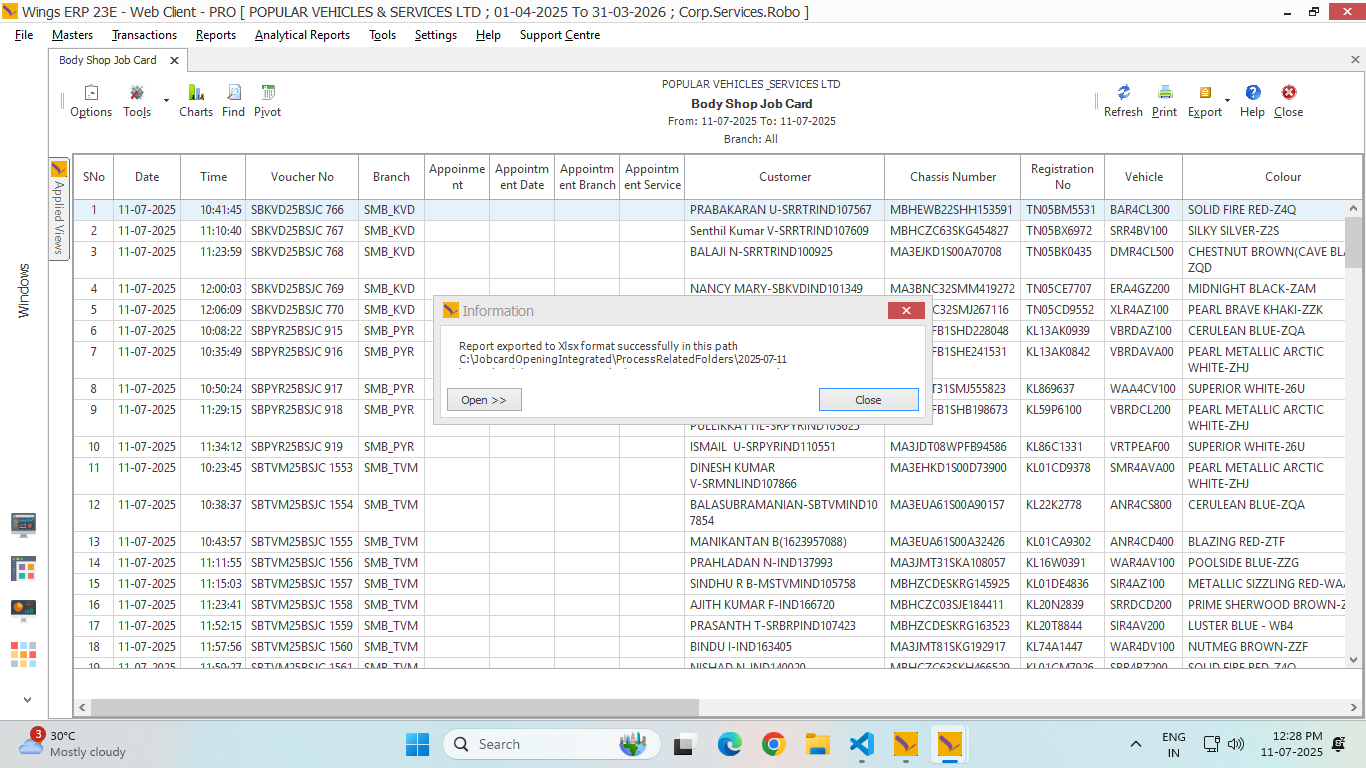 Wings ERP 23E - Web Client - PRO [ POPULAR VEHICLES & SERVICES LTD ; 01-04-2025 To 31-03-2026 ; Corp.Services.Robo ]
File Masters Transactions Reports Analytical Reports Tools Settings Help Support Centre
Body Shop Job Card
Options Tools Charts Find Pivot
POPULAR VEHICLES_SERVICES LTD
Body Shop Job Card
From: 11-07-2025 To: 11-07-2025
Branch: All
Refresh Print Export Help Close
Applied Views
Windows
SNo Date Time Voucher No Branch Appoinment Appointment Date Appointment Branch Appointment Service Customer Chassis Number Registration No Vehicle Colour
1 11-07-2025 10:41:45 SBKVD25BSJC 766 SMB_KVD PRABAKARAN U-SRRTRIND107567 MBHEWB22SHH153591 TN05BM5531 BAR4CL300 SOLID FIRE RED-Z4Q
2 11-07-2025 11:10:40 SBKVD25BSJC 767 SMB_KVD Senthil Kumar V-SRRTRIND107609 MBHCZC63SKG454827 TN05BX6972 SRR4BV100 SILKY SILVER-Z2S
3 11-07-2025 11:23:59 SBKVD25BSJC 768 SMB_KVD BALAJI N-SRRTRIND100925 MA3EJKD1S00A70708 TN05BK0435 DMR4CL500 CHESTNUT BROWN(CAVE BLA
ZQD
4 11-07-2025 12:00:03 SBKVD25BSJC 769 SMB_KVD NANCY MARY-SBKVDIND101349 MA3BNC32SMM419272 TN05CE7707 ERA4GZ200 MIDNIGHT BLACK-ZAM
5 11-07-2025 12:06:09 SBKVD25BSJC 770 SMB_KVD FC32SMJ267116 TN05CD9552 XLR4AZ100 PEARL BRAVE KHAKI-ZZK
6 11-07-2025 10:08:22 SBPYR25BSJC 915 SMB_PYR FB1SHD228048 KL13AK0939 VBRDAZ100 CERULEAN BLUE-ZQA
7 11-07-2025 10:35:49 SBPYR25BSJC 916 SMB_PYR FB1SHE241531 KL13AK0842 VBRDAVA00 PEARL METALLIC ARCTIC
WHITE-ZHJ
8 11-07-2025 10:50:24 SBPYR25BSJC 917 SMB_PYR T31SMJ555823 KL869637 WAA4CV100 SUPERIOR WHITE-26U
9 11-07-2025 11:29:15 SBPYR25BSJC 918 SMB_PYR FB1SHB198673 KL59P6100 VBRDCL200 PEARL METALLIC ARCTIC
WHITE-ZHJ
10 11-07-2025 11:34:12 SBPYR25BSJC 919 SMB_PYR ISMAIL U-SRPYRIND110551 MA3JDT08WPFB94586 KL86C1331 VRTPEAF00 SUPERIOR WHITE-26U
11 11-07-2025 10:23:45 SBTVM25BSJC 1553 SMB_TVM DINESH KUMAR V-SRMNLIND107866 MA3EHKD1S00D73900 KL01CD9378 SMR4AVA00 PEARL METALLIC ARCTIC
WHITE-ZHJ
12 11-07-2025 10:38:37 SBTVM25BSJC 1554 SMB_TVM BALASUBRAMANIAN-SBTVMIND107854 MA3EUA61S00A90157 KL22K2778 ANR4CS800 CERULEAN BLUE-ZQA
13 11-07-2025 10:43:57 SBTVM25BSJC 1555 SMB_TVM MANIKANTAN B(1623957088) MA3EUA61S00A32426 KL01CA9302 ANR4CD400 BLAZING RED-ZTF
14 11-07-2025 11:11:55 SBTVM25BSJC 1556 SMB_TVM PRAHLADAN N-IND137993 MA3JMT31SKA108057 KL16W0391 WAR4AV100 POOLSIDE BLUE-ZZG
15 11-07-2025 11:15:03 SBTVM25BSJC 1557 SMB_TVM SINDHU R B-MSTVMIND105758 MBHZCDESKRG145925 KL01DE4836 SIR4AZ100 METALLIC SIZZLING RED-WA
16 11-07-2025 11:23:41 SBTVM25BSJC 1558 SMB_TVM AJITH KUMAR F-IND166720 MBHCZC03SJE184411 KL20N2839 SRRDCD200 PRIME SHERWOOD BROWN-Z
17 11-07-2025 11:52:15 SBTVM25BSJC 1559 SMB_TVM PRASANTH T-SRBRPIND107423 MBHZCDESKRG163523 KL20T8844 SIR4AV200 LUSTER BLUE - WB4
18 11-07-2025 11:57:56 SBTVM25BSJC 1560 SMB_TVM BINDU I-IND163405 MA3JMT81SKG192917 KL74A1447 WAR4DV100 NUTMEG BROWN-ZZF
19 11-07-2025 11:59:27 SBTVM25BSJC 1561 SMB_TVM NISHAD N-IND140020 MBHCZC63SKH466529 KL01CM7926 SRR4BZ200 SOLID FIRE RED-Z4Q
Information
Report exported to Xlsx format successfully in this path
C:\JobcardOpeningIntegrated\ProcessRelatedFolders\2025-07-11
Open >> Close
3
30°C
Mostly cloudy
Search
ENG
IN
12:28 PM
11-07-2025